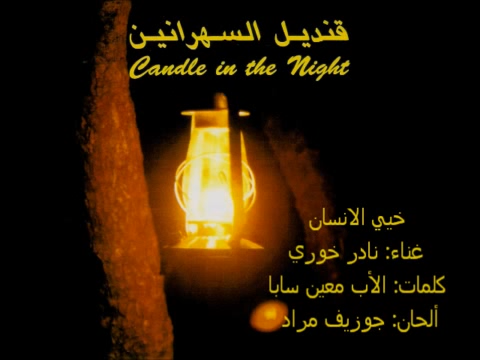 قنديل السهرانين
Candle in the Night
خيي الانسان
غناء: نادر خوري
كلمات: الأب معين سابا
ألحان: جوزيف مراد